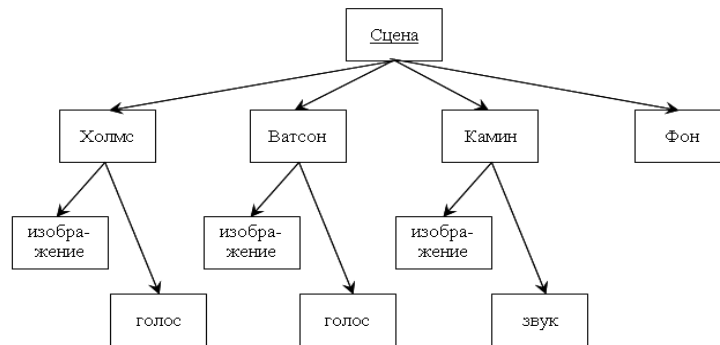 Сцена
Холмс
Ватсон
Камин
Фон
изобра-
жение
изобра-
жение
изобра-
жение
голос
голос
звук